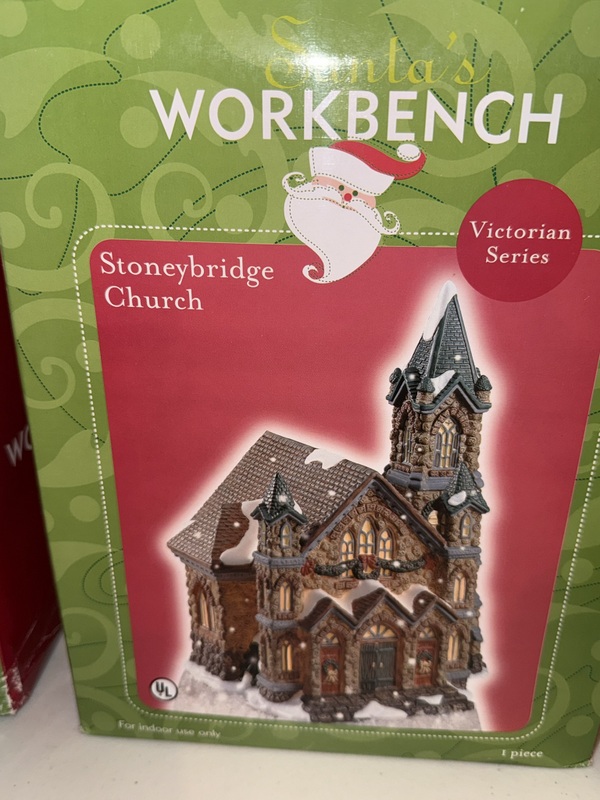 Santa's
WORKBENCH
Victorian
Series
Stoneybridge
Church
UL
For indoor use only
1 piece